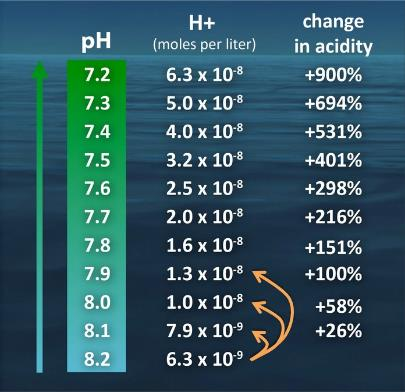 pH H+ change
(moles per liter) in acidity
7.2 6.3 x 10⁻⁸ +900%
7.3 5.0 x 10⁻⁸ +694%
7.4 4.0 x 10⁻⁸ +531%
7.5 3.2 x 10⁻⁸ +401%
7.6 2.5 x 10⁻⁸ +298%
7.7 2.0 x 10⁻⁸ +216%
7.8 1.6 x 10⁻⁸ +151%
7.9 1.3 x 10⁻⁸ +100%
8.0 1.0 x 10⁻⁸ +58%
8.1 7.9 x 10⁻⁹ +26%
8.2 6.3 x 10⁻⁹